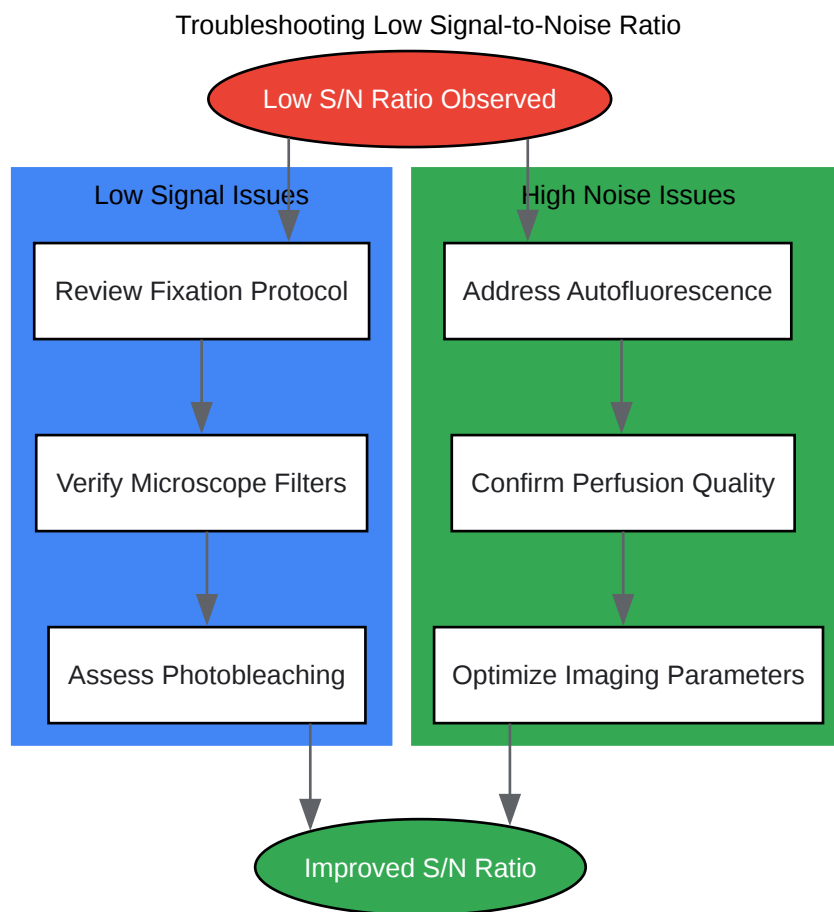 Troubleshooting Low Signal-to-Noise Ratio
Low S/N Ratio Observed
Low Signal Issues
Review Fixation Protocol
Verify Microscope Filters
Assess Photobleaching
High Noise Issues
Address Autofluorescence
Confirm Perfusion Quality
Optimize Imaging Parameters
Improved S/N Ratio